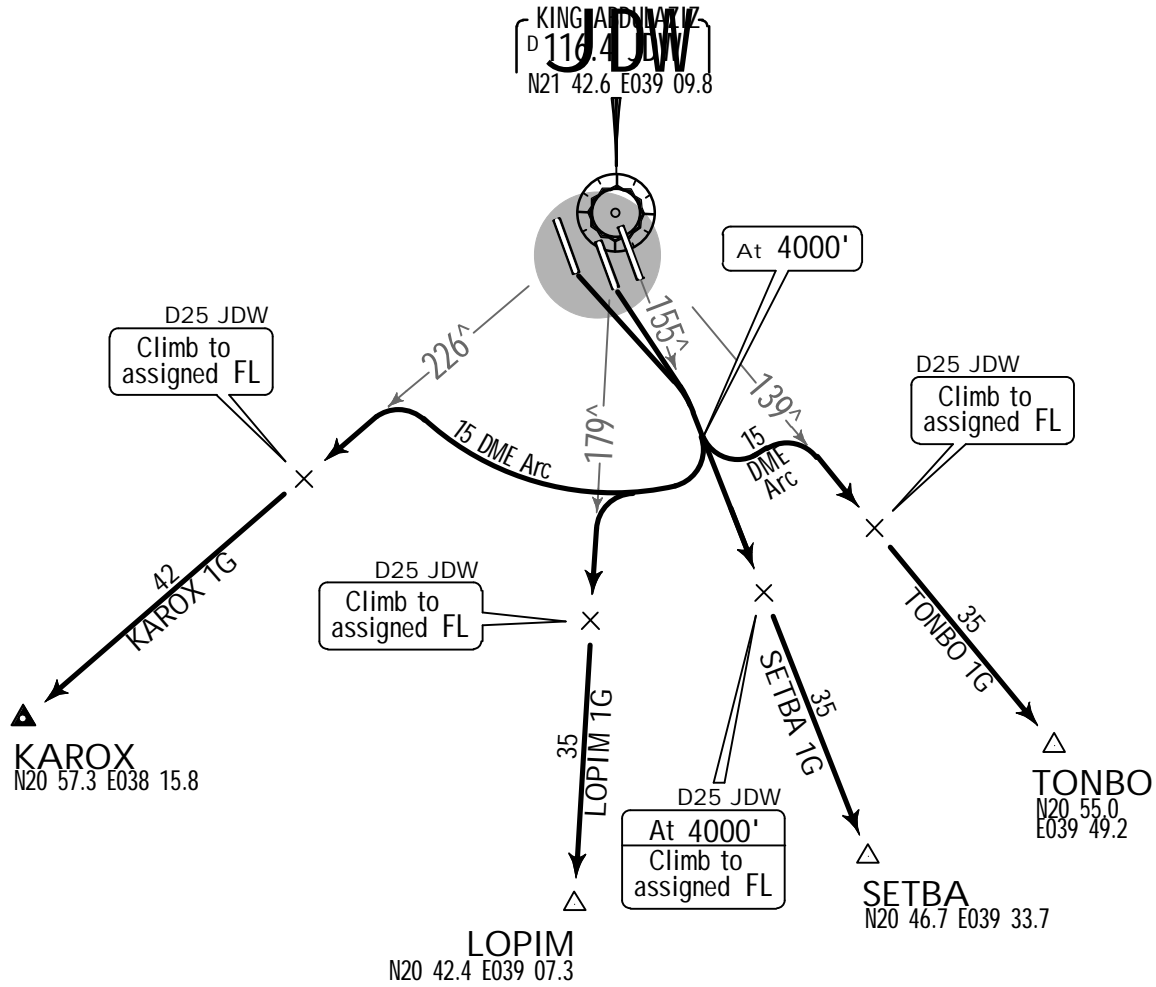 KING ABDULAZIZ
D 116.4 JDW
JDW
N21 42.6 E039 09.8
At 4000'
155^
226^
179^
139^
D25 JDW
Climb to
assigned FL
D25 JDW
Climb to
assigned FL
15 DME Arc
15
DME
Arc
D25 JDW
Climb to
assigned FL
42
KAROX 1G
35
LOPIM 1G
35
SETBA 1G
35
TONBO 1G
KAROX
N20 57.3 E038 15.8
TONBO
N20 55.0
E039 49.2
D25 JDW
At 4000'
Climb to
assigned FL
SETBA
N20 46.7 E039 33.7
LOPIM
N20 42.4 E039 07.3